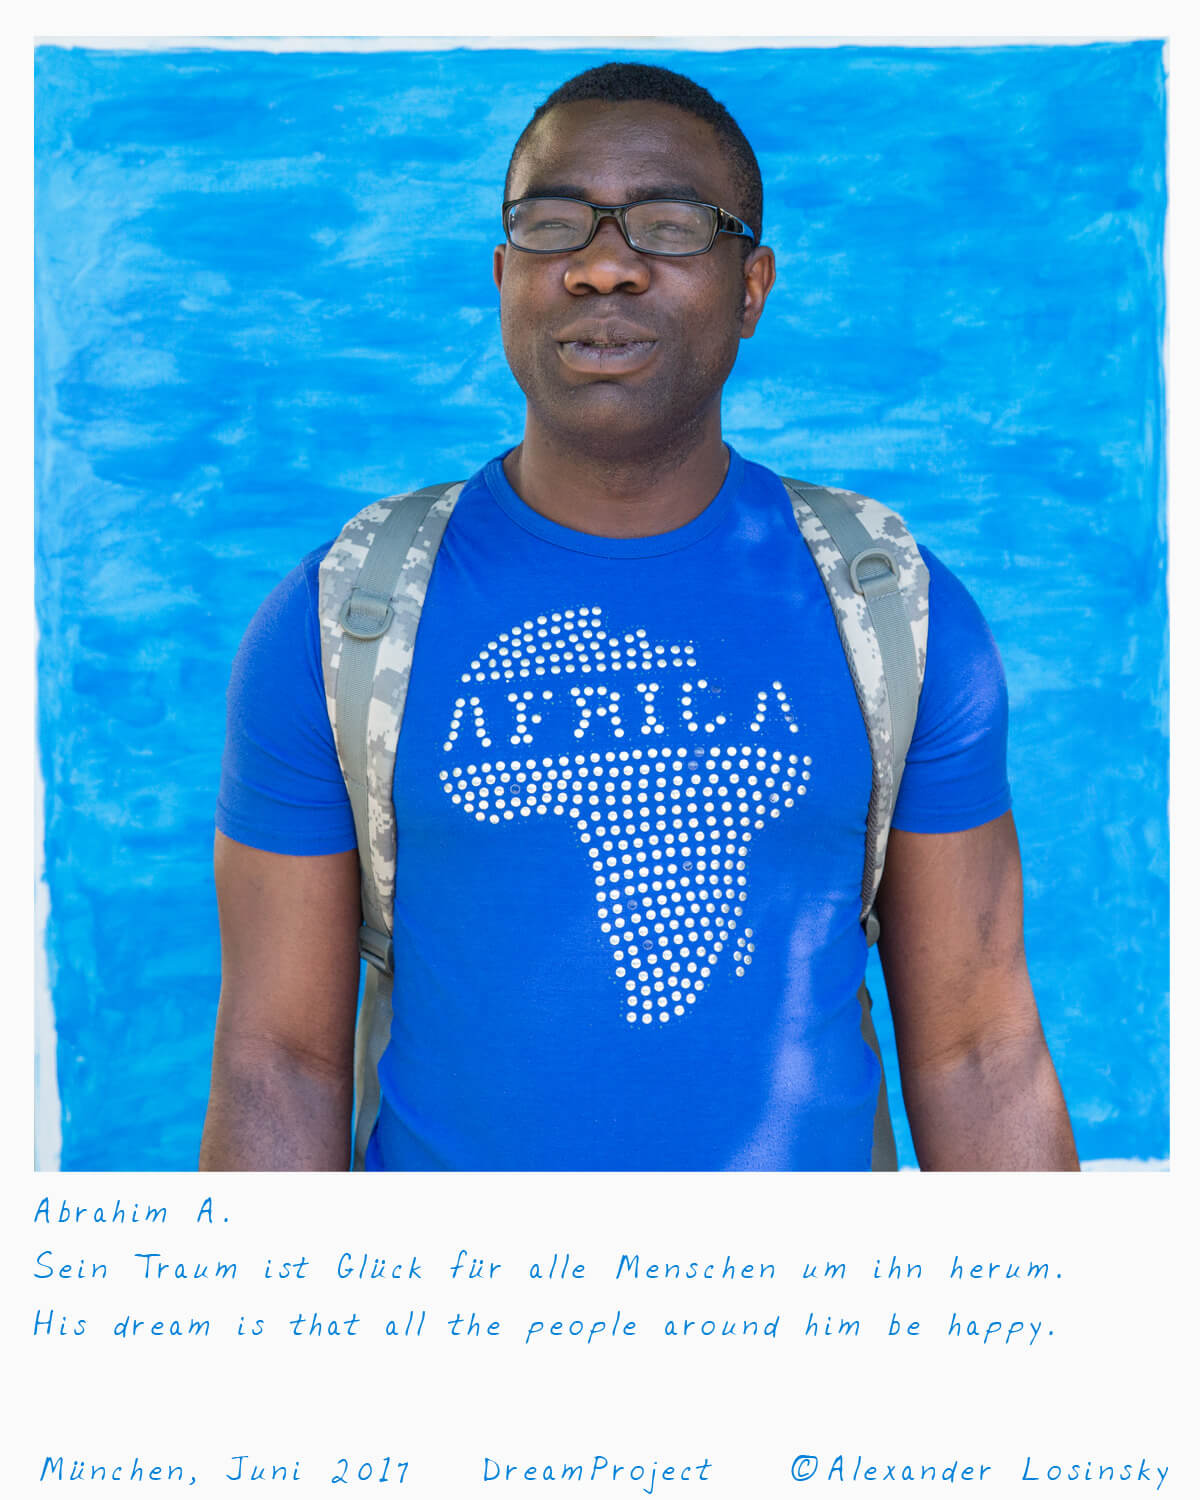 AFRICA
Abrahim A.
Sein Traum ist Glück für alle Menschen um ihn herum.
His dream is that all the people around him be happy.
München, Juni 2017 DreamProject ©Alexander Losinsky